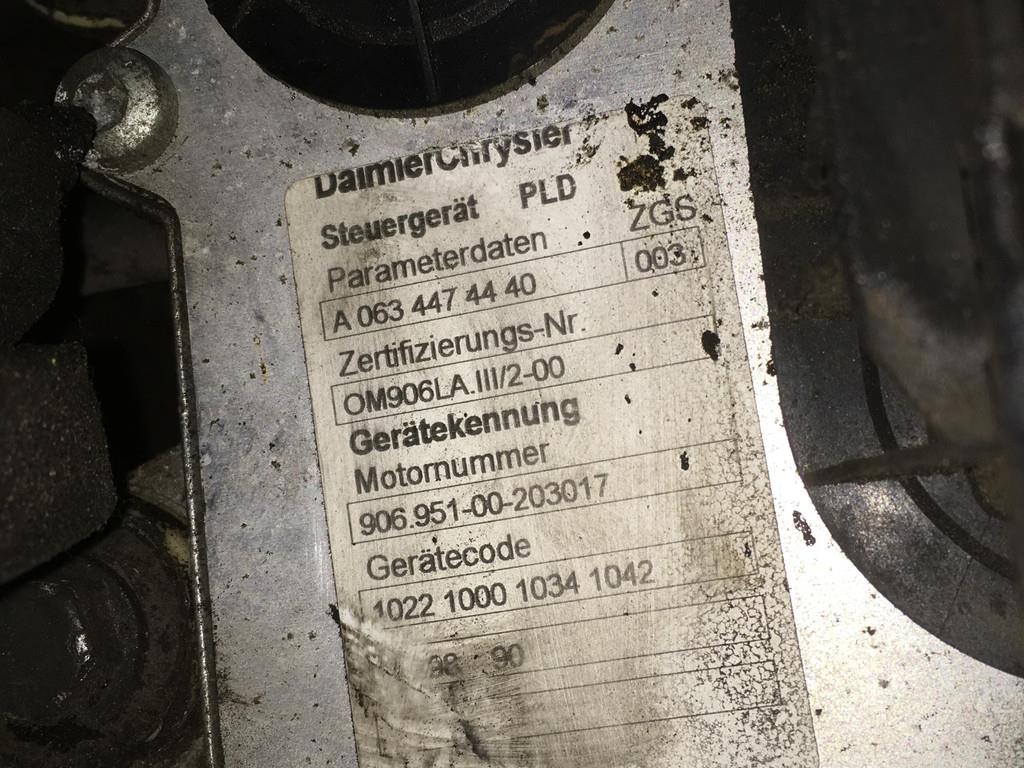 DaimlerChrysler
Steuergerät PLD
Parameterdaten ZGS
A 063 447 44 40 003
Zertifizierungs-Nr.
OM906LA.III/2-00
Gerätekennung
Motornummer
906.951-00-203017
Gerätecode
1022 1000 1034 1042
90